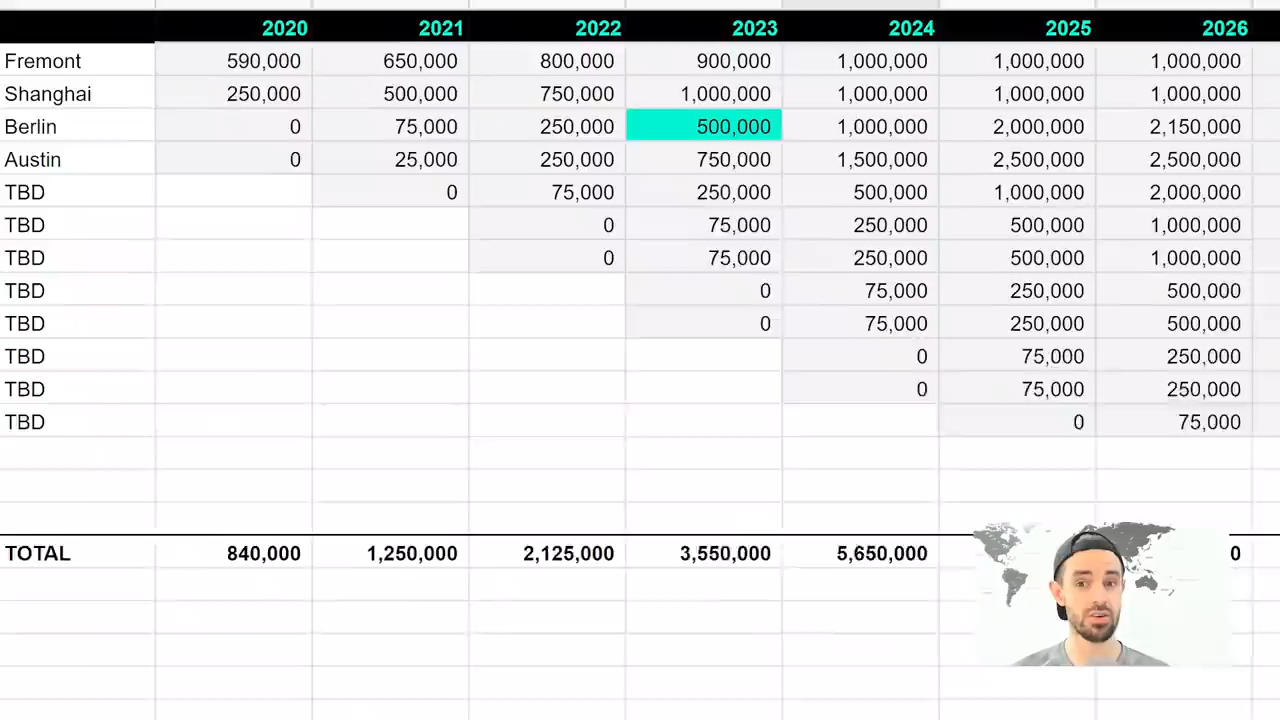 2020 2021 2022 2023 2024 2025 2026
Fremont 590,000 650,000 800,000 900,000 1,000,000 1,000,000 1,000,000
Shanghai 250,000 500,000 750,000 1,000,000 1,000,000 1,000,000 1,000,000
Berlin 0 75,000 250,000 500,000 1,000,000 2,000,000 2,150,000
Austin 0 25,000 250,000 750,000 1,500,000 2,500,000 2,500,000
TBD 0 75,000 250,000 500,000 1,000,000 2,000,000
TBD 0 75,000 250,000 500,000 1,000,000
TBD 0 75,000 250,000 500,000 1,000,000
TBD 0 75,000 250,000 500,000
TBD 0 75,000 250,000 500,000
TBD 0 75,000 250,000
TBD 0 75,000 250,000
TBD 0 75,000
TOTAL 840,000 1,250,000 2,125,000 3,550,000 5,650,000 0